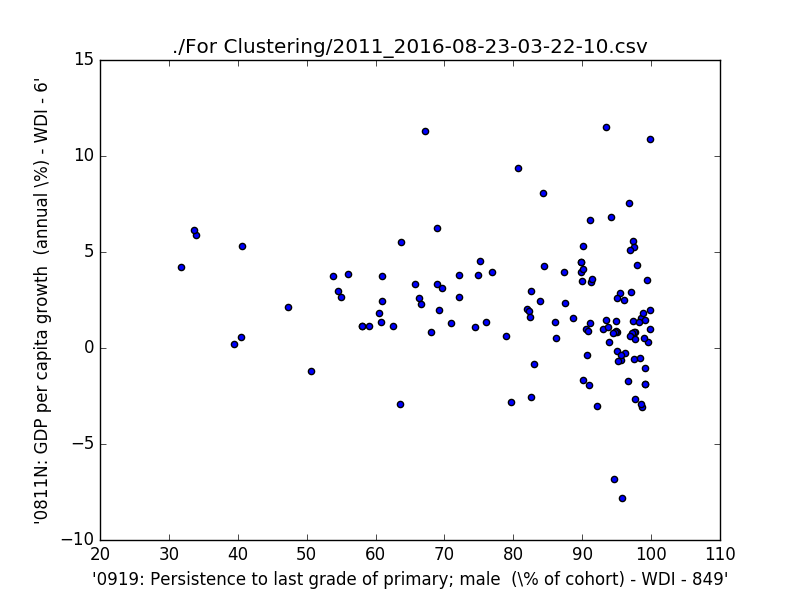 ./For Clustering/2011_2016-08-23-03-22-10.csv
'0811N: GDP per capita growth  (annual \%) - WDI - 6'
15
10
5
0
−5
−10
20 30 40 50 60 70 80 90 100 110
'0919: Persistence to last grade of primary; male  (\% of cohort) - WDI - 849'